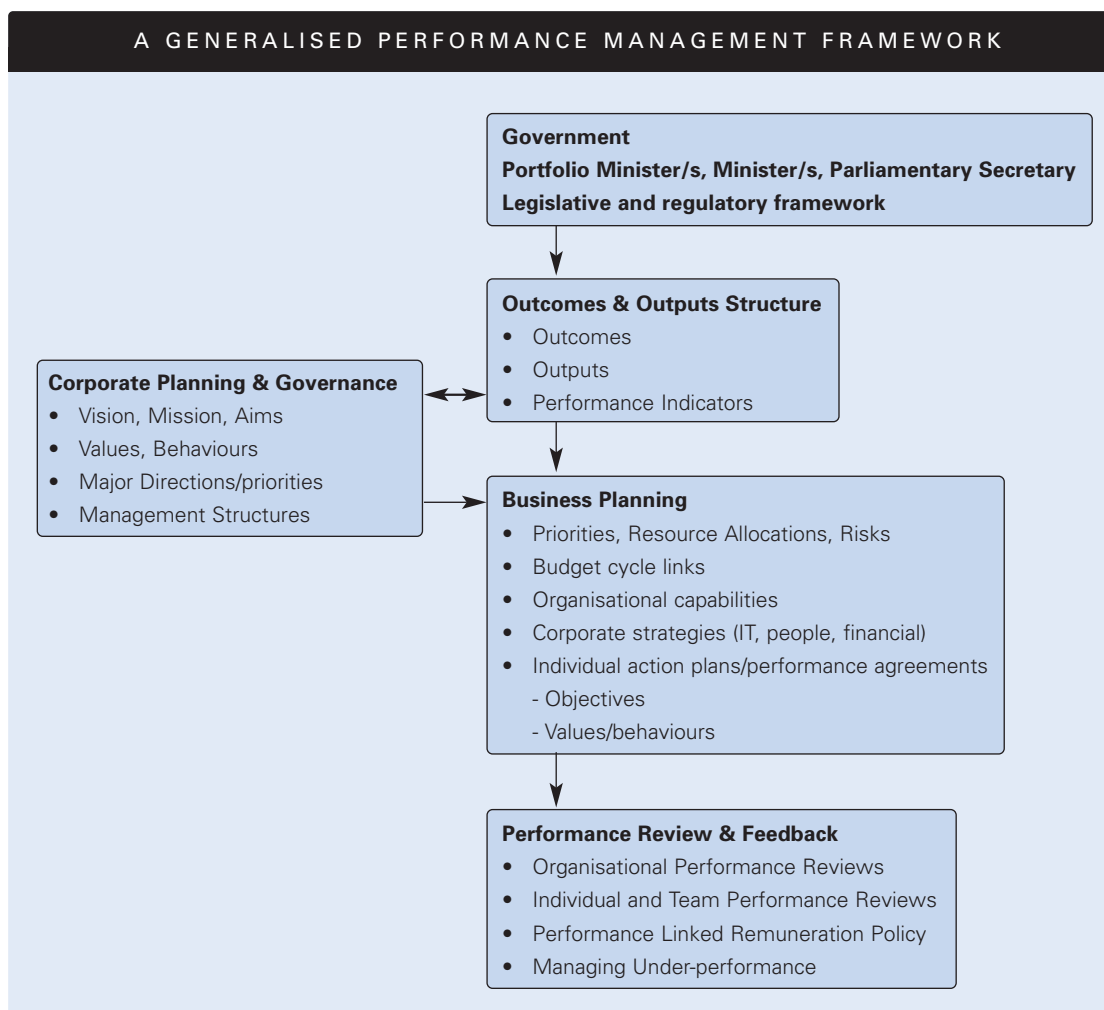 A GENERALISED PERFORMANCE MANAGEMENT FRAMEWORK
Government
Portfolio Minister/s, Minister/s, Parliamentary Secretary
Legislative and regulatory framework
Outcomes & Outputs Structure
• Outcomes
• Outputs
• Performance Indicators
Corporate Planning & Governance
• Vision, Mission, Aims
• Values, Behaviours
• Major Directions/priorities
• Management Structures
Business Planning
• Priorities, Resource Allocations, Risks
• Budget cycle links
• Organisational capabilities
• Corporate strategies (IT, people, financial)
• Individual action plans/performance agreements
- Objectives
- Values/behaviours
Performance Review & Feedback
• Organisational Performance Reviews
• Individual and Team Performance Reviews
• Performance Linked Remuneration Policy
• Managing Under-performance